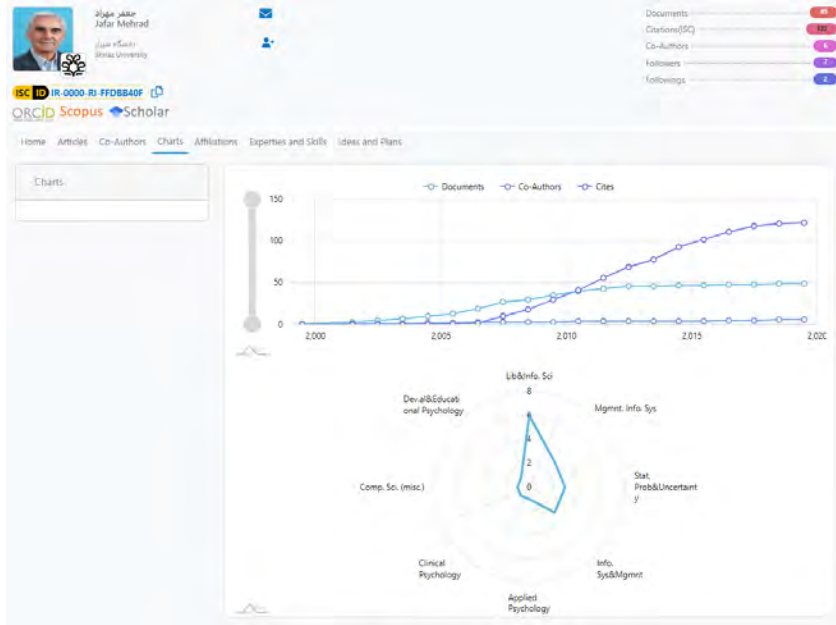 جعفر مهراد
Jafar Mehrad
دانشگاه شیراز
Shiraz University
ISC ID IR-0000-RI-FFDBB40F
ORCID Scopus Scholar
Documents
Citations(ISC)
Co-Authors 6
Followers 7
Followings 2
Home Articles Co-Authors Charts Affiliations Experties and Skills Ideas and Plans
Charts
Documents Co-Authors Cites
150
100
50
0
2,000 2,005 2,010 2,015 2,020
Lib&Info. Sci
Mgmnt. Info. Sys
Stat.
Prob&Uncertaint
y
Info.
Sys&Mgmnt
Applied
Psychology
Clinical
Psychology
Comp. Sci. (misc.)
Dev.al&Educati
onal Psychology
8
6
4
2
0